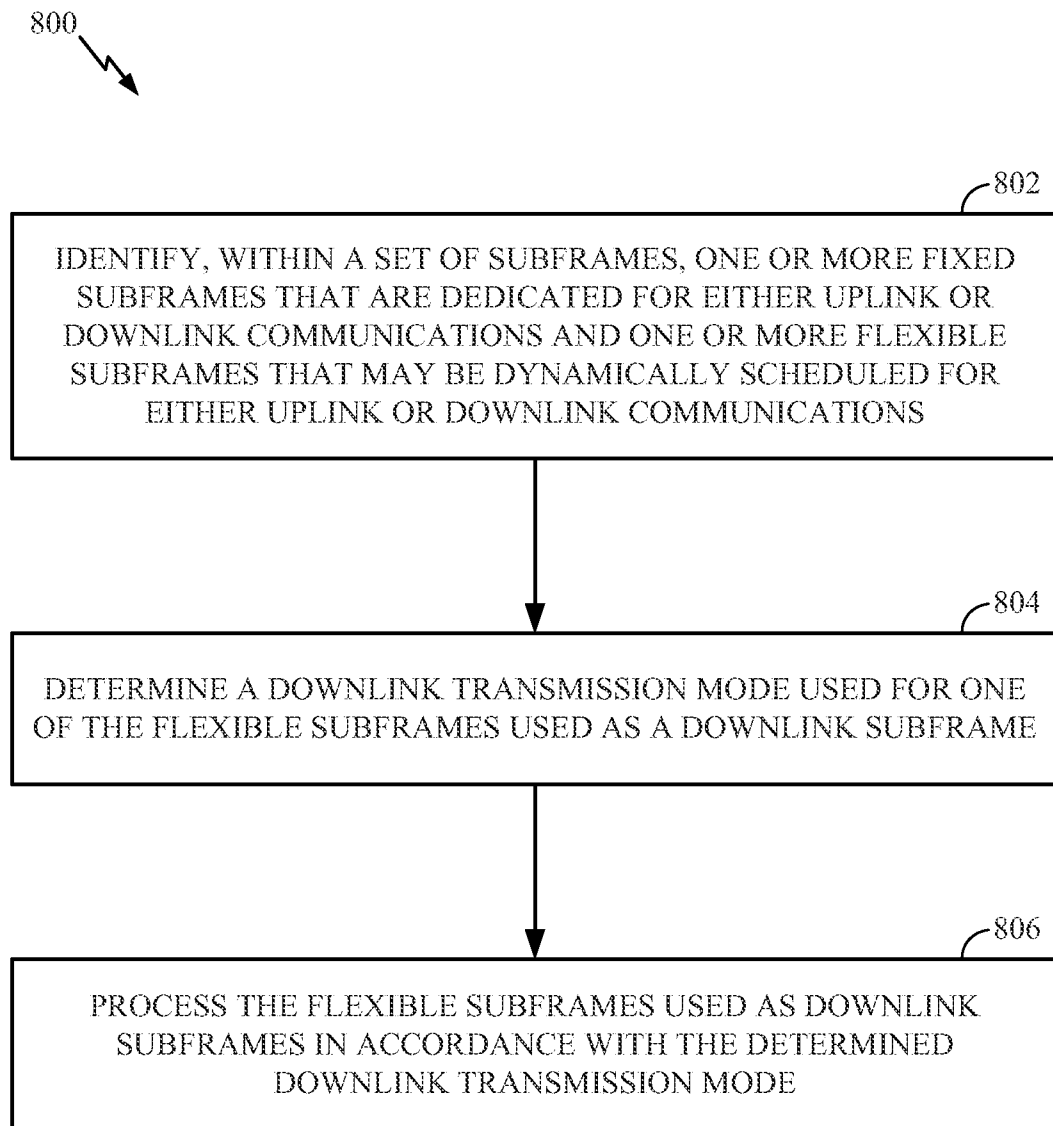 800
802
IDENTIFY, WITHIN A SET OF SUBFRAMES, ONE OR MORE FIXED
SUBFRAMES THAT ARE DEDICATED FOR EITHER UPLINK OR
DOWNLINK COMMUNICATIONS AND ONE OR MORE FLEXIBLE
SUBFRAMES THAT MAY BE DYNAMICALLY SCHEDULED FOR
EITHER UPLINK OR DOWNLINK COMMUNICATIONS
804
DETERMINE A DOWNLINK TRANSMISSION MODE USED FOR ONE
OF THE FLEXIBLE SUBFRAMES USED AS A DOWNLINK SUBFRAME
806
PROCESS THE FLEXIBLE SUBFRAMES USED AS DOWNLINK
SUBFRAMES IN ACCORDANCE WITH THE DETERMINED
DOWNLINK TRANSMISSION MODE